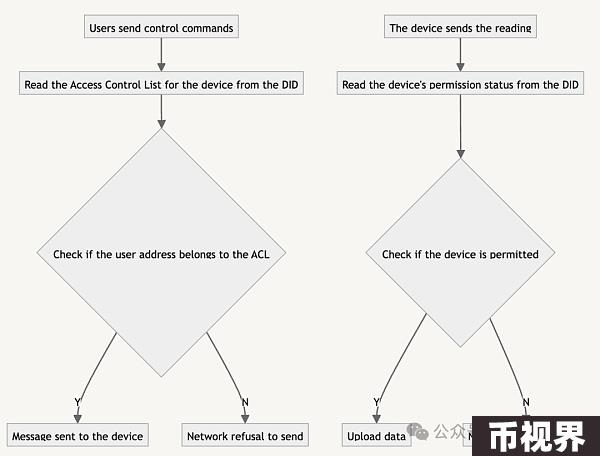 Users send control commands
Read the Access Control List for the device from the DID
Check if the user address belongs to the ACL
Y
N
Message sent to the device
Network refusal to send
The device sends the reading
Read the device's permission status from the DID
Check if the device is permitted
Y
N
Upload data
公众
币视界